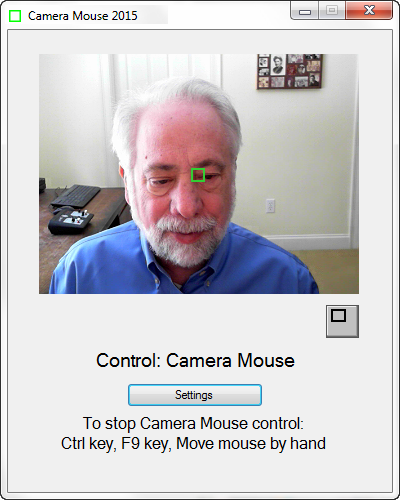 Camera Mouse 2015
Control: Camera Mouse
Settings
To stop Camera Mouse control:
Ctrl key, F9 key, Move mouse by hand